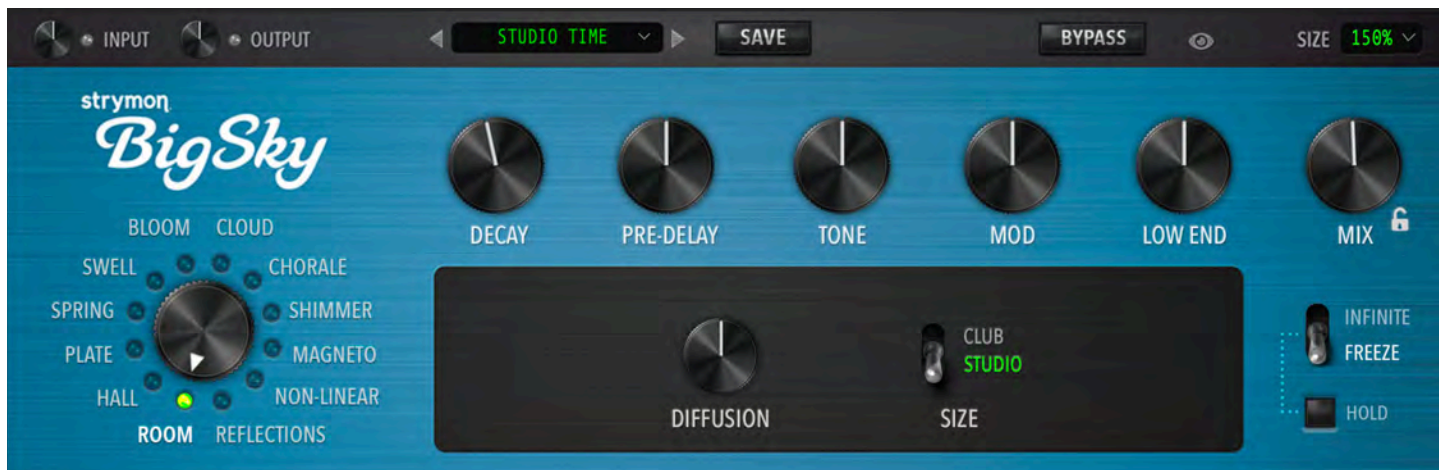 INPUT
OUTPUT
STUDIO TIME
SAVE
BYPASS
SIZE 150%
strymon
BigSky
DECAY
PRE-DELAY
TONE
MOD
LOW END
MIX
BLOOM CLOUD
SWELL CHORALE
SPRING SHIMMER
PLATE MAGNETO
HALL NON-LINEAR
ROOM REFLECTIONS
DIFFUSION
CLUB
STUDIO
SIZE
INFINITE
FREEZE
HOLD